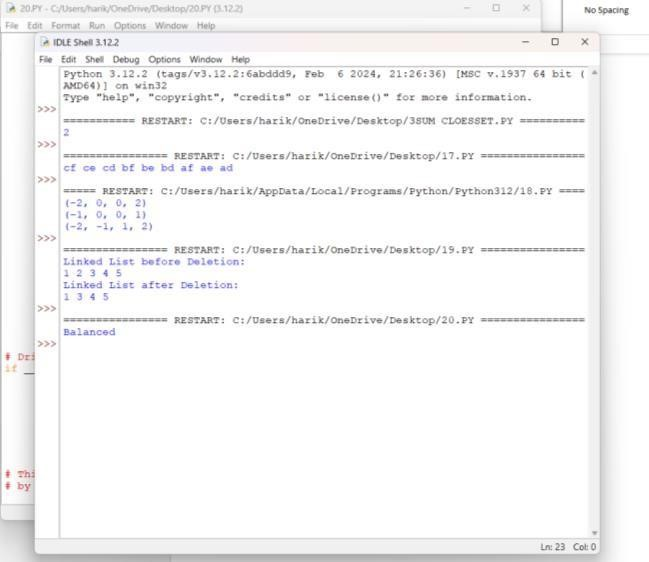 20.PY - C:/Users/harik/OneDrive/Desktop/20.PY (3.12.2)
File Edit Format Run Options Window Help
No Spacing
IDLE Shell 3.12.2
File Edit Shell Debug Options Window Help
Python 3.12.2 (tags/v3.12.2:6abddd9, Feb  6 2024, 21:26:36) [MSC v.1937 64 bit (
AMD64)] on win32
Type "help", "copyright", "credits" or "license()" for more information.
>>>
=========== RESTART: C:/Users/harik/OneDrive/Desktop/3SUM CLOESSET.PY ==========
2
>>>
================ RESTART: C:/Users/harik/OneDrive/Desktop/17.PY ================
cf ce cd bf be bd af ae ad
>>>
===== RESTART: C:/Users/harik/AppData/Local/Programs/Python/Python312/18.PY ====
(-2, 0, 0, 2)
(-1, 0, 0, 1)
(-2, -1, 1, 2)
>>>
================ RESTART: C:/Users/harik/OneDrive/Desktop/19.PY ================
Linked List before Deletion:
1 2 3 4 5
Linked List after Deletion:
1 3 4 5
>>>
================ RESTART: C:/Users/harik/OneDrive/Desktop/20.PY ================
Balanced
>>>
# Dri
if __
# Thi
# by
Ln: 23 Col: 0